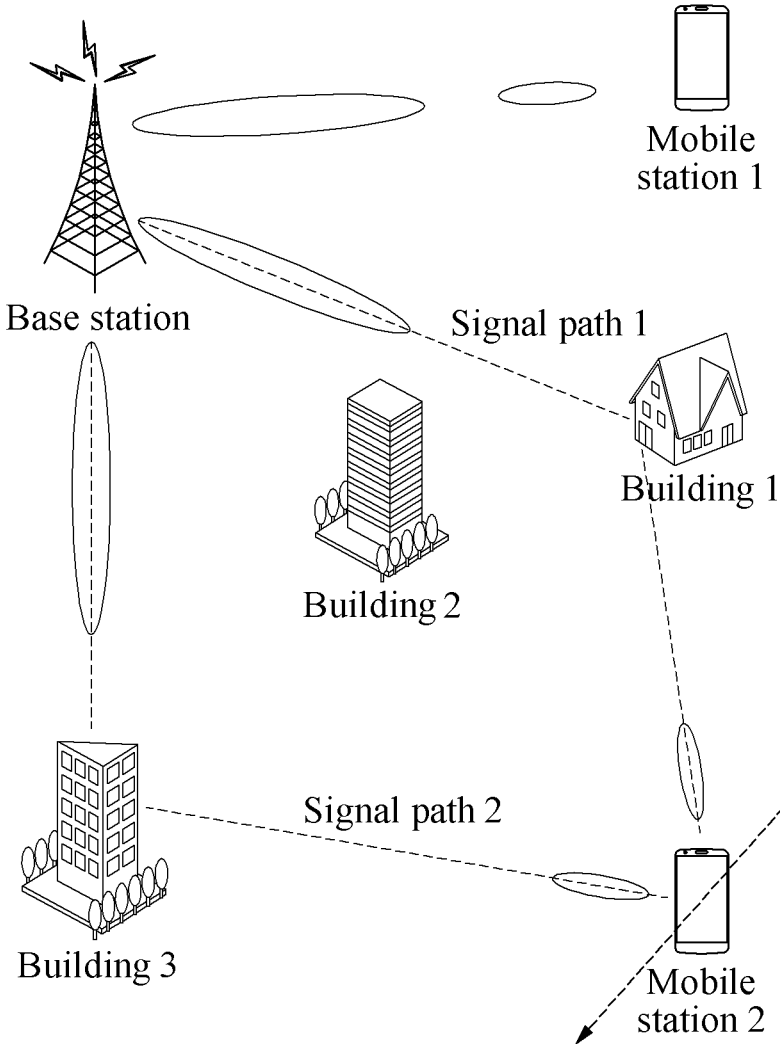 Mobile
station 1
Base station
Signal path 1
Building 1
Building 2
Signal path 2
Building 3
Mobile
station 2